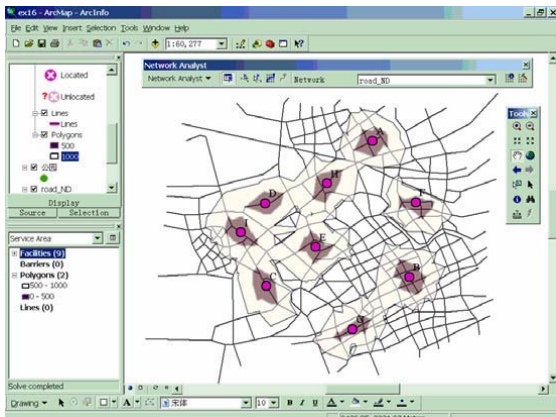 ex16 - ArcMap - ArcInfo
File Edit View Insert Selection Tools Window Help
1:60,277
Network Analyst
Network Analyst Network road_ND
Located
Unlocated
Lines
Lines
Polygons
500
1000
公园
road_ND
Display
Source Selection
Service Area
Facilities (9)
Barriers (0)
Polygons (2)
500 - 1000
0 - 500
Lines (0)
Tools
A
H
D
F
I
E
B
C
G
Solve completed
Drawing A 宋体 10 B I U A